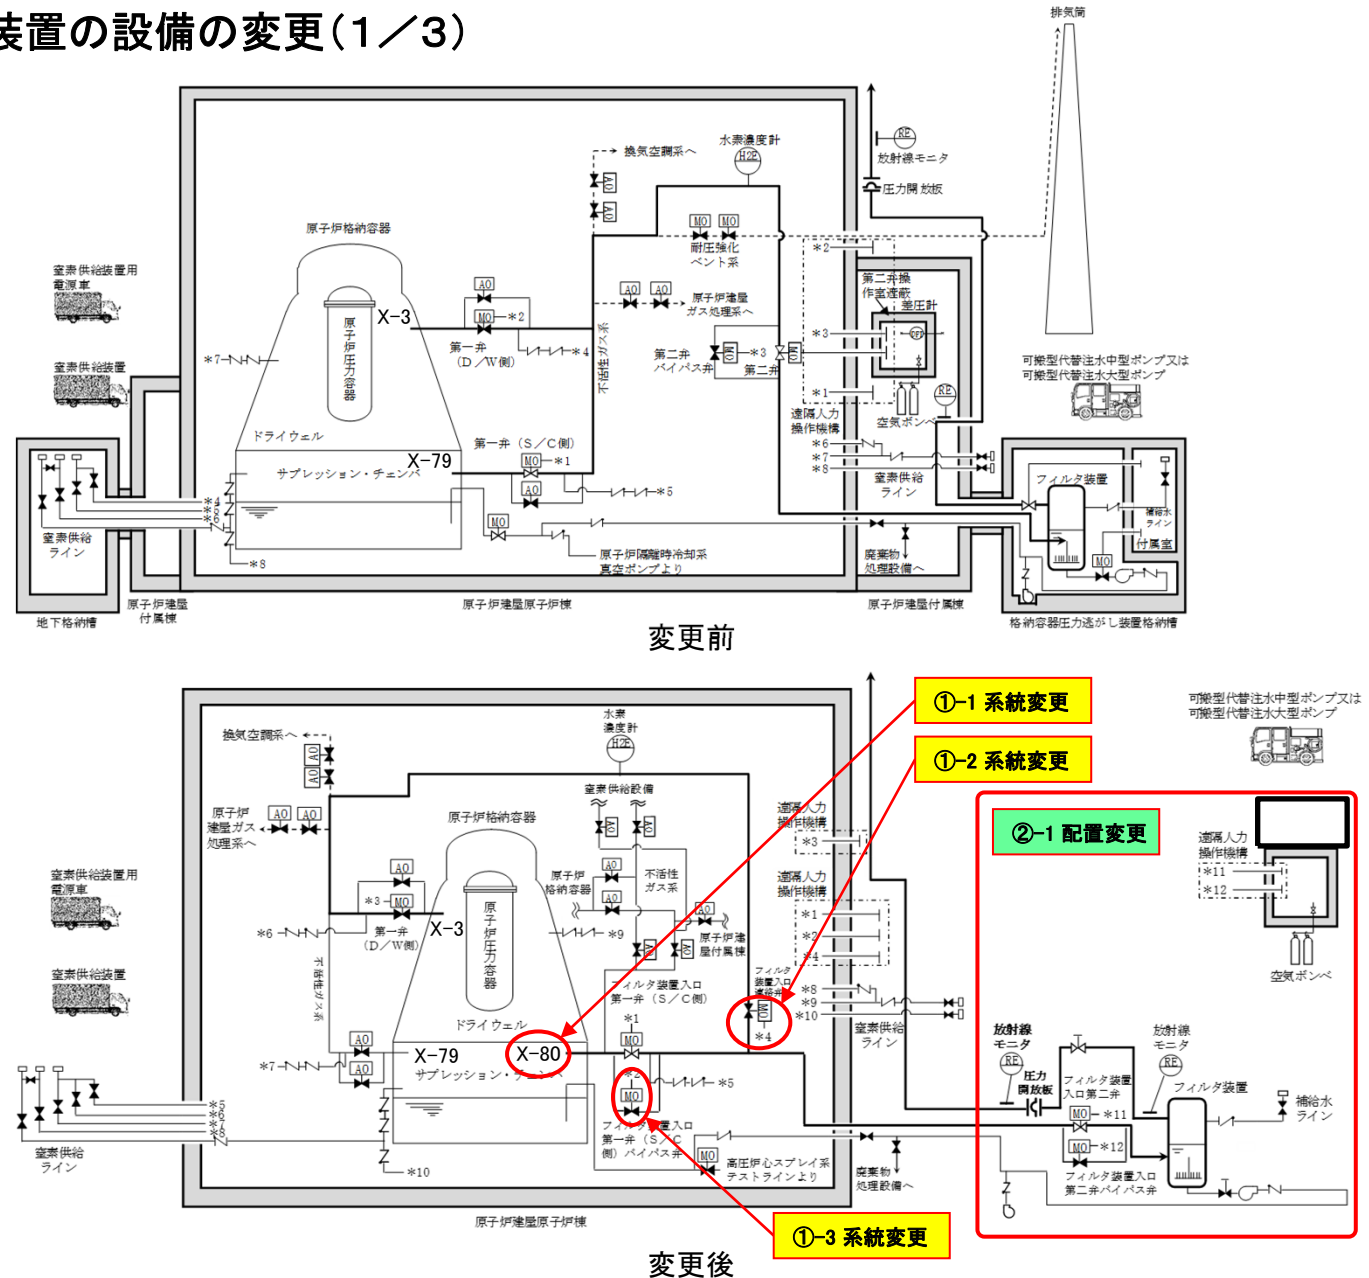 装置の設備の変更(1/3)
排気筒
換気空調系へ
水素濃度計
H2E
RE
放射線モニタ
圧力開放板
AO
AO
原子炉格納容器
MO
MO
耐圧強化
ベント系
*2
第二弁操
作室遮蔽
差圧計
DPI
窒素供給装置用
電源車
X-3
AO
MO
*2
AO
AO
原子炉建屋
ガス処理系へ
原子炉圧力容器
*7
第一弁
(D/W側)
*4
不活性ガス系
第二弁
バイパス弁
MO
*3
第二弁
MO
*3
*1
窒素供給装置
可搬型代替注水中型ポンプ又は
可搬型代替注水大型ポンプ
RE
空気ボンベ
遠隔人力
操作機構
ドライウェル
第一弁(S/C側)
X-79
サプレッション・チェンバ
MO
*1
AO
*5
*6
*7
*8
窒素供給
ライン
フィルタ装置
補給水
ライン
付属室
MO
MO
窒素供給
ライン
*8
原子炉隔離時冷却系
真空ポンプより
廃棄物
処理設備へ
地下格納槽
原子炉建屋
付属棟
原子炉建屋原子炉棟
原子炉建屋付属棟
格納容器圧力逃がし装置格納槽
変更前
①-1 系統変更
①-2 系統変更
可搬型代替注水中型ポンプ又は
可搬型代替注水大型ポンプ
水素
濃度計
H2E
換気空調系へ
AO
AO
窒素供給設備
AO
AO
原子炉
建屋ガス
処理系へ
AO
AO
原子炉格納容器
遠隔人力
操作機構
*3
②-1 配置変更
遠隔人力
操作機構
*11
*12
空気ボンベ
窒素供給装置用
電源車
AO
*3
MO
原子炉
格納容器
AO
AO
不活性
ガス系
AO
原子炉圧力容器
X-3
*6
第一弁
(D/W側)
*9
AO
AO
原子炉建
屋付属棟
遠隔人力
操作機構
*1
*2
*4
窒素供給装置
不活性ガス系
フィルタ装置入口
第一弁(S/C側)
フィルタ
装置入口
連絡弁
MO
*4
*8
*9
*10
窒素供給
ライン
ドライウェル
*1
MO
X-79
X-80
サプレッション・チェンバ
AO
AO
*7
*2
MO
*5
放射線
モニタ
RE
圧力
開放板
放射線
モニタ
RE
フィルタ装置
入口第二弁
MO
*11
MO
*12
フィルタ装置入口
第二弁バイパス弁
フィルタ装置
補給水
ライン
*5
*6
*7
*8
窒素供給
ライン
フィルタ装置入口
第一弁(S/C
側)バイパス弁
*10
MO
高圧炉心スプレイ系
テストラインより
廃棄物
処理設備へ
原子炉建屋原子炉棟
①-3 系統変更
変更後